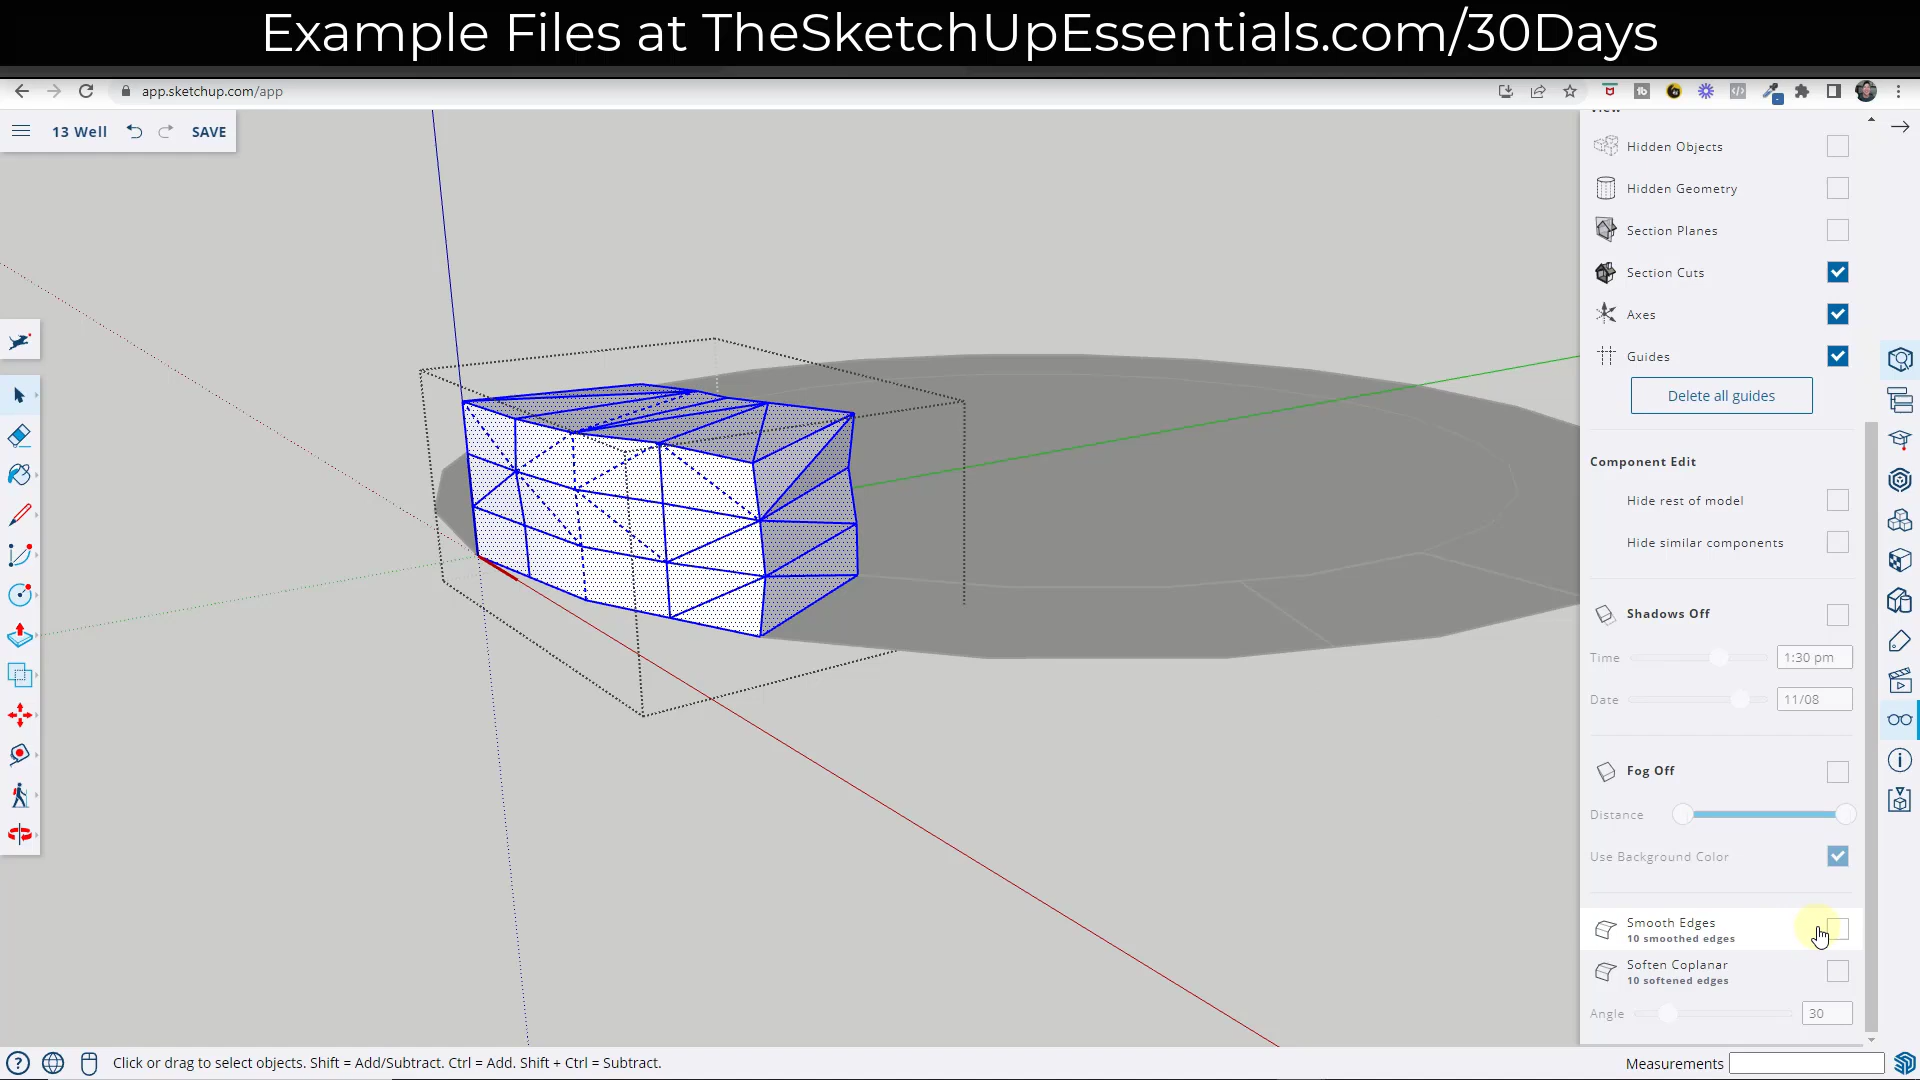 Example Files at TheSketchUpEssentials.com/30Days
app.sketchup.com/app
13 Well
SAVE
Hidden Objects
Hidden Geometry
Section Planes
Section Cuts
Axes
Guides
Delete all guides
Component Edit
Hide rest of model
Hide similar components
Shadows Off
Time
1:30 pm
Date
11/08
Fog Off
Distance
Use Background Color
Smooth Edges
10 smoothed edges
Soften Coplanar
10 softened edges
Angle
30
Click or drag to select objects. Shift = Add/Subtract. Ctrl = Add. Shift + Ctrl = Subtract.
Measurements